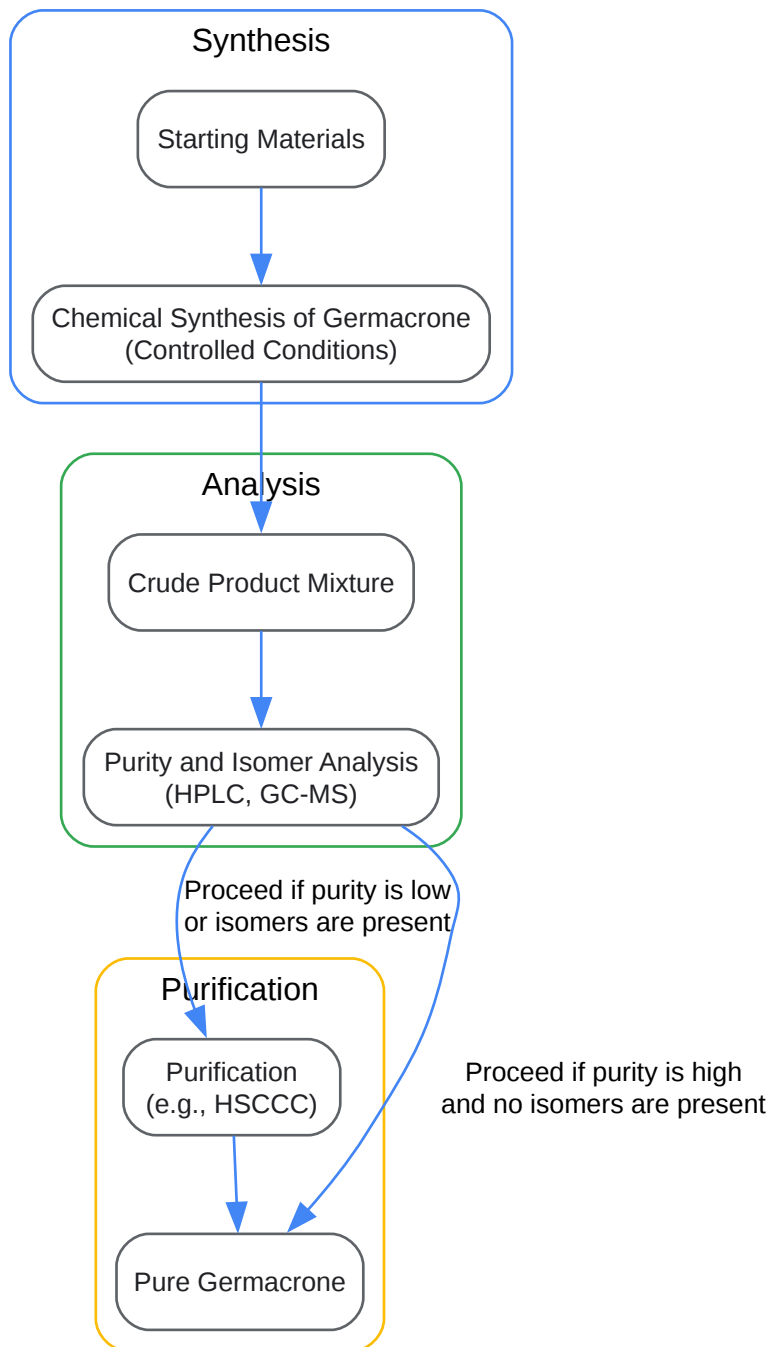 Synthesis
Starting Materials
Chemical Synthesis of Germacrone
(Controlled Conditions)
Analysis
Crude Product Mixture
Purity and Isomer Analysis
(HPLC, GC-MS)
Proceed if purity is low
or isomers are present
Purification
Purification
(e.g., HSCCC)
Proceed if purity is high
and no isomers are present
Pure Germacrone